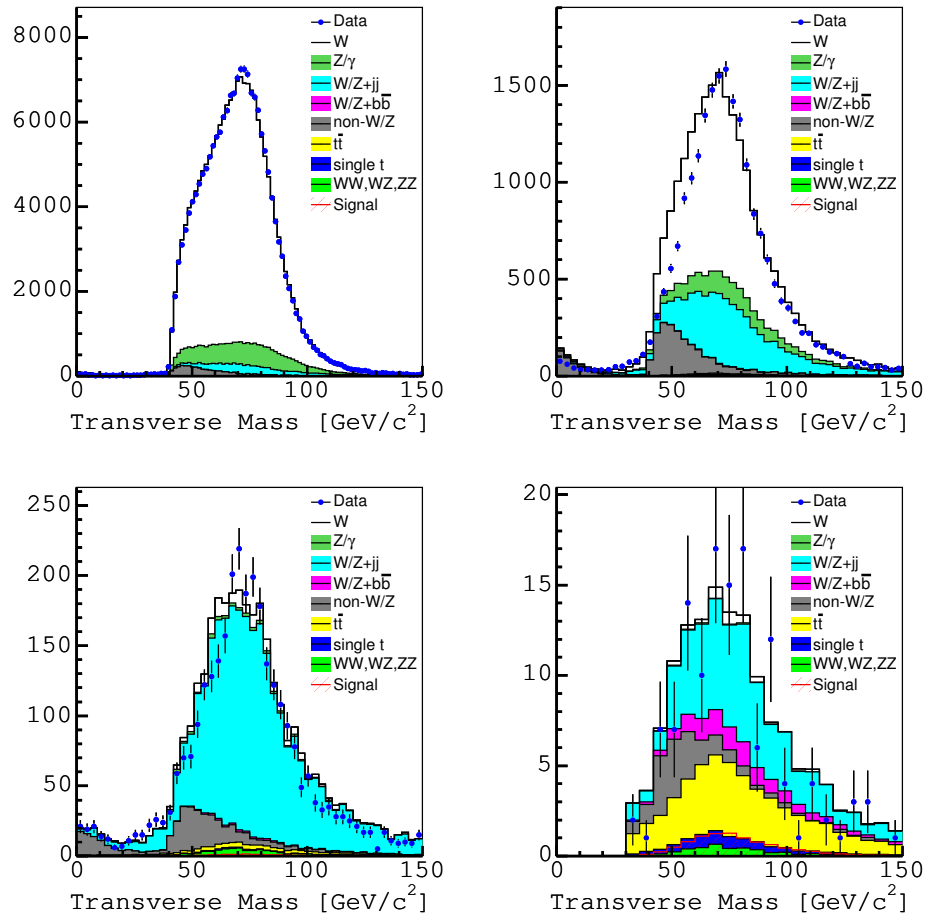 8000
6000
4000
2000
0
0 50 100 150
Transverse Mass [GeV/c²]
Data
W
Z/γ
W/Z+jj
W/Z+bb̅
non-W/Z
tt̅
single t
WW,WZ,ZZ
Signal
1500
1000
500
0
0 50 100 150
Transverse Mass [GeV/c²]
Data
W
Z/γ
W/Z+jj
W/Z+bb̅
non-W/Z
tt̅
single t
WW,WZ,ZZ
Signal
250
200
150
100
50
0
0 50 100 150
Transverse Mass [GeV/c²]
Data
W
Z/γ
W/Z+jj
W/Z+bb̅
non-W/Z
tt̅
single t
WW,WZ,ZZ
Signal
20
15
10
5
0
0 50 100 150
Transverse Mass [GeV/c²]
Data
W
Z/γ
W/Z+jj
W/Z+bb̅
non-W/Z
tt̅
single t
WW,WZ,ZZ
Signal